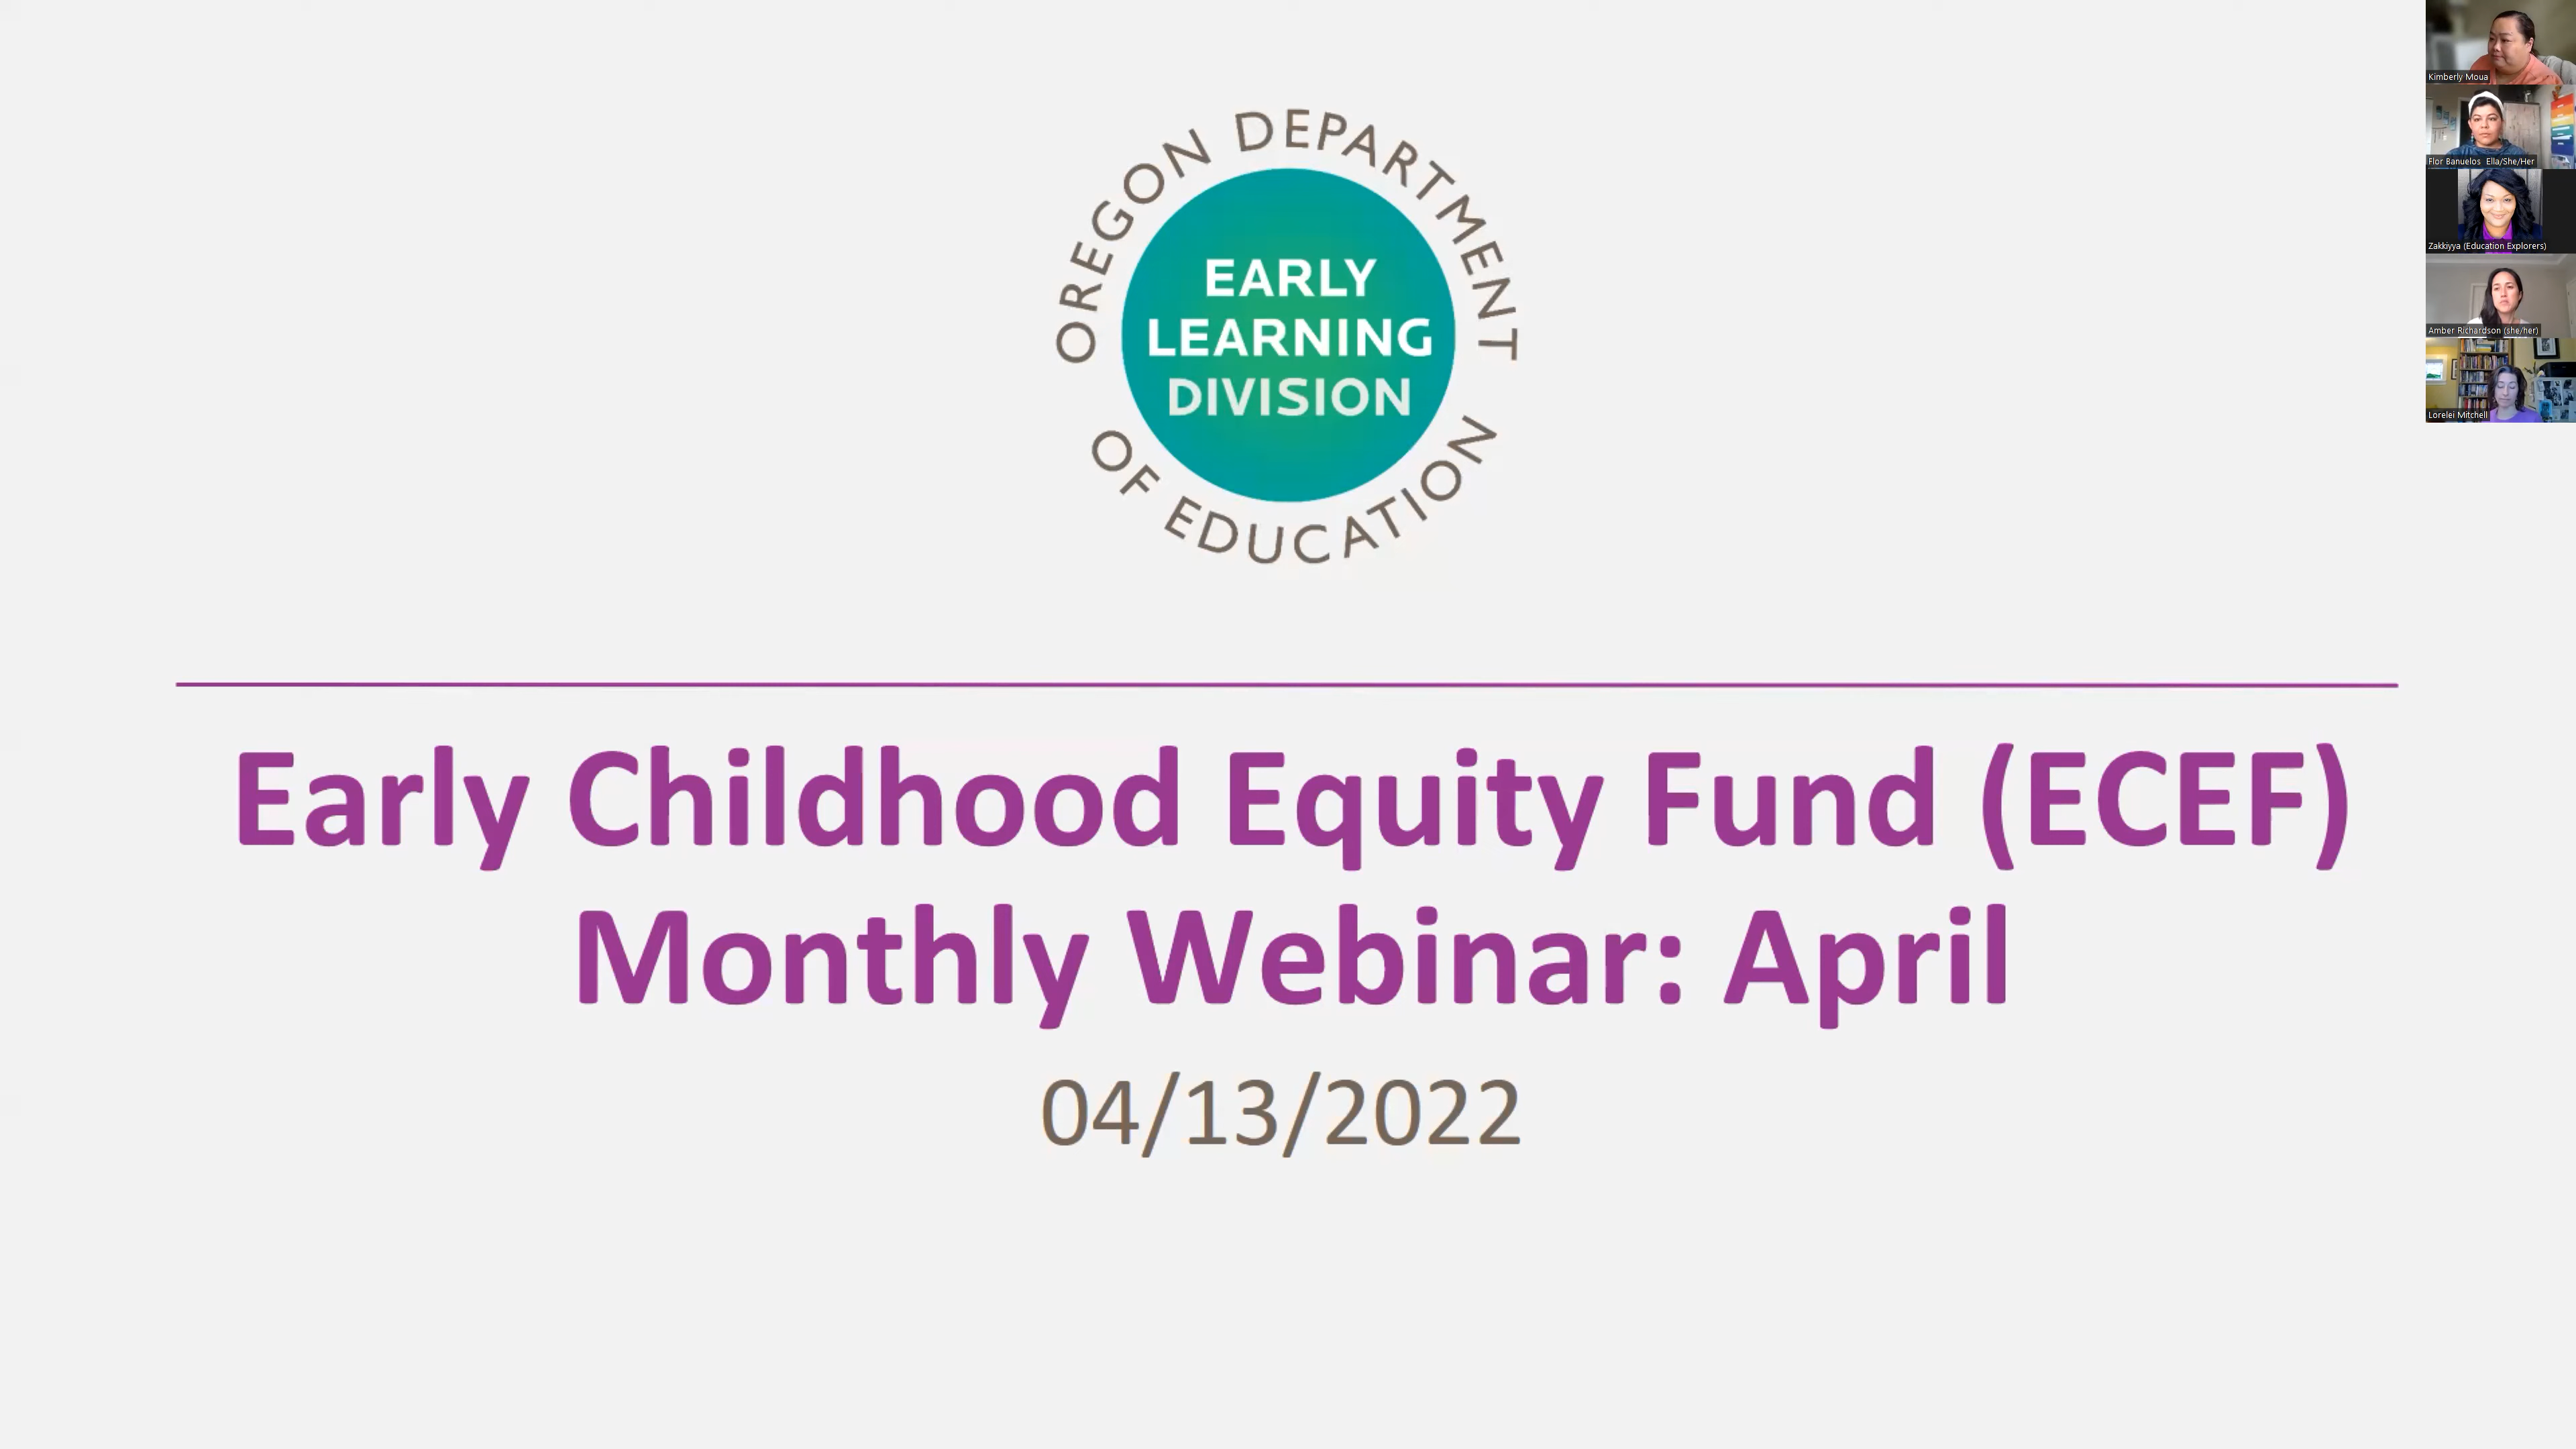 OREGON DEPARTMENT
OF EDUCATION
EARLY
LEARNING
DIVISION
Early Childhood Equity Fund (ECEF)
Monthly Webinar: April
04/13/2022
Kimberly Moua
Flor Banuelos Ella/She/Her
Zakkiyya (Education Explorers)
Amber Richardson (she/her)
Lorelei Mitchell